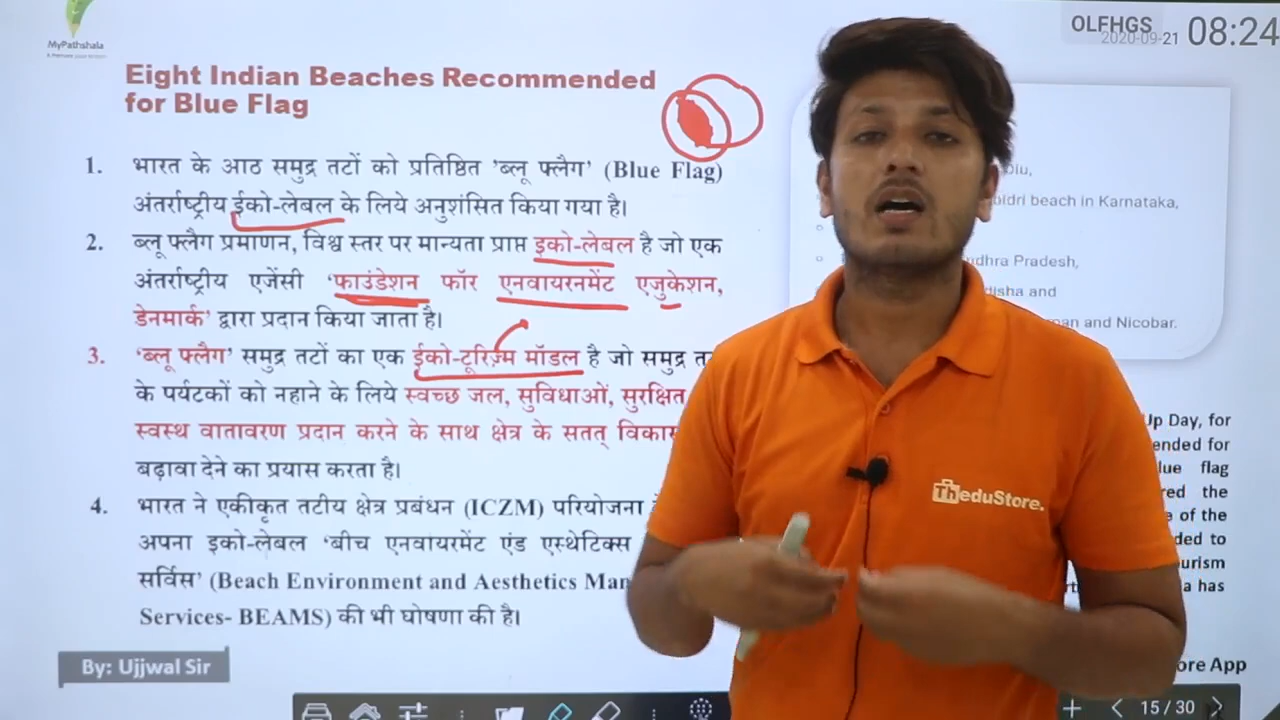 MyPathshala
OLFHGS
2020-09-21 08:24
Eight Indian Beaches Recommended
for Blue Flag
1. भारत के आठ समुद्र तटों को प्रतिष्ठित 'ब्लू फ्लैग' (Blue Flag)
अंतर्राष्ट्रीय ईको-लेबल के लिये अनुशंसित किया गया है।
2. ब्लू फ्लैग प्रमाणन, विश्व स्तर पर मान्यता प्राप्त इको-लेबल है जो एक
अंतर्राष्ट्रीय एजेंसी 'फाउंडेशन फॉर एनवायरनमेंट एजुकेशन,
डेनमार्क' द्वारा प्रदान किया जाता है।
3. 'ब्लू फ्लैग' समुद्र तटों का एक ईको-टूरिज़्म मॉडल है जो समुद्र
के पर्यटकों को नहाने के लिये स्वच्छ जल, सुविधाओं, सुरक्षित
स्वस्थ वातावरण प्रदान करने के साथ क्षेत्र के सतत् विकास
बढ़ावा देने का प्रयास करता है।
4. भारत ने एकीकृत तटीय क्षेत्र प्रबंधन (ICZM) परियोजना
अपना इको-लेबल 'बीच एनवायरमेंट एंड एस्थेटिक्स
सर्विस' (Beach Environment and Aesthetics Man
Services- BEAMS) की भी घोषणा की है।
beach in Karnataka,
dhra Pradesh,
disha and
and Nicobar.
Up Day, for
ended for
lue flag
red the
of the
ded to
urism
a has
TheduStore.
By: Ujjwal Sir
ore App
15 / 30